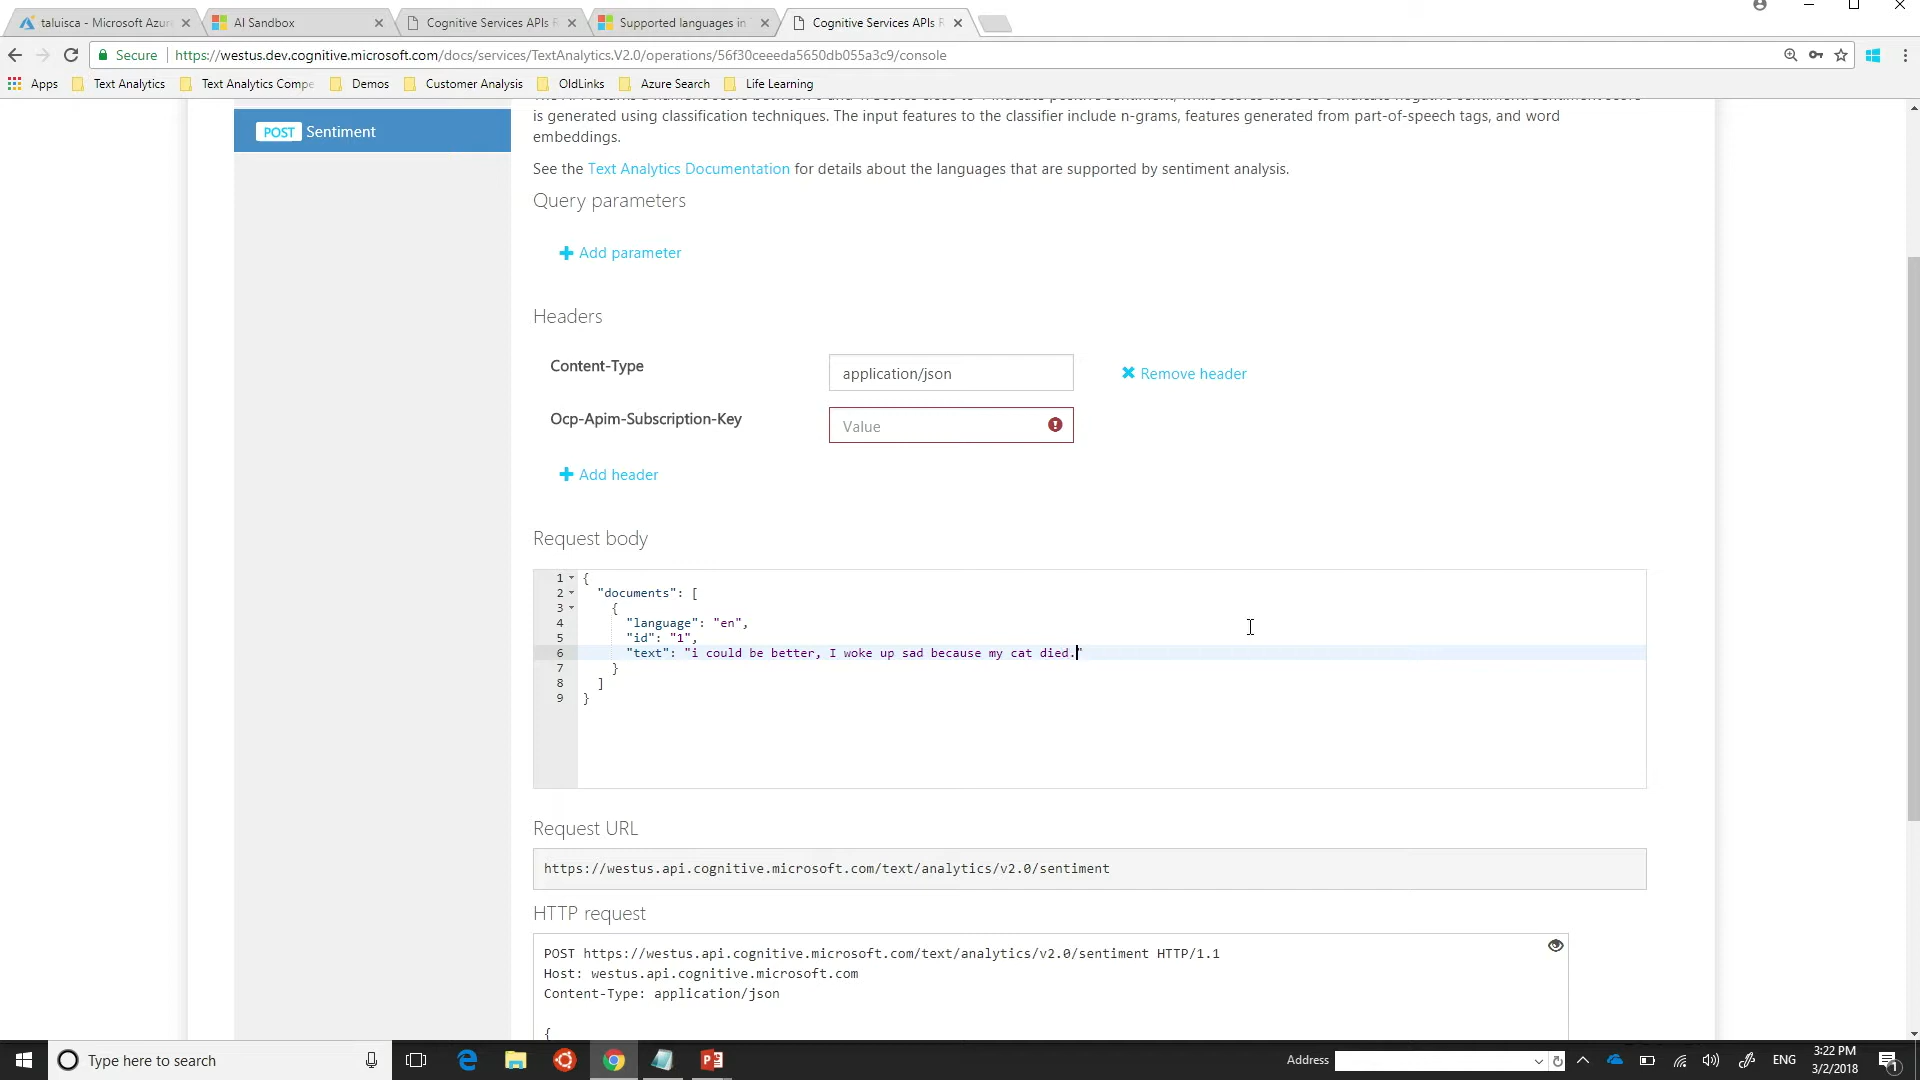 taluisca - Microsoft Azur
AI Sandbox
Cognitive Services APIs R
Supported languages in
Cognitive Services APIs R
Secure
https://westus.dev.cognitive.microsoft.com/docs/services/TextAnalytics.V2.0/operations/56f30ceeeda5650db055a3c9/console
Apps
Text Analytics
Text Analytics Compe
Demos
Customer Analysis
OldLinks
Azure Search
Life Learning
POST Sentiment
is generated using classification techniques. The input features to the classifier include n-grams, features generated from part-of-speech tags, and word
embeddings.
See the Text Analytics Documentation for details about the languages that are supported by sentiment analysis.
Query parameters
Add parameter
Headers
Content-Type
application/json
Remove header
Ocp-Apim-Subscription-Key
Value
Add header
Request body
1 {
2 "documents": [
3 {
4 "language": "en",
5 "id": "1",
6 "text": "i could be better, I woke up sad because my cat died."
7 }
8 ]
9 }
Request URL
https://westus.api.cognitive.microsoft.com/text/analytics/v2.0/sentiment
HTTP request
POST https://westus.api.cognitive.microsoft.com/text/analytics/v2.0/sentiment HTTP/1.1
Host: westus.api.cognitive.microsoft.com
Content-Type: application/json
{
Type here to search
Address
ENG
3:22 PM
3/2/2018
1